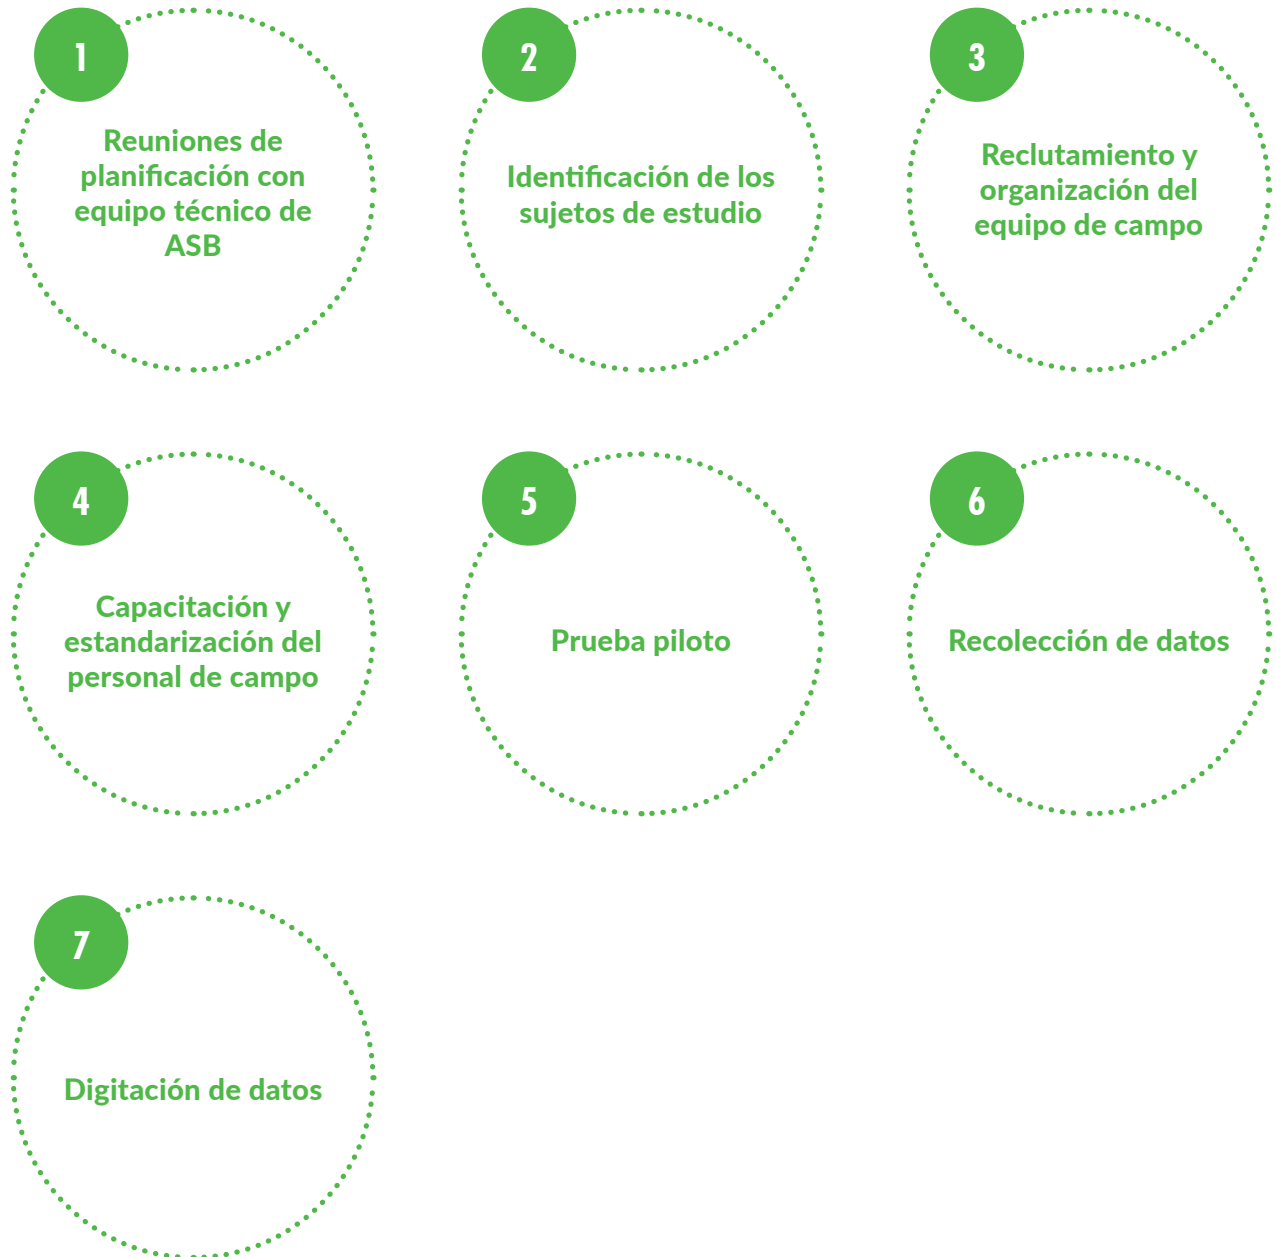 1
Reuniones de
planificación con
equipo técnico de
ASB
2
Identificación de los
sujetos de estudio
3
Reclutamiento y
organización del
equipo de campo
4
Capacitación y
estandarización del
personal de campo
5
Prueba piloto
6
Recolección de datos
7
Digitación de datos